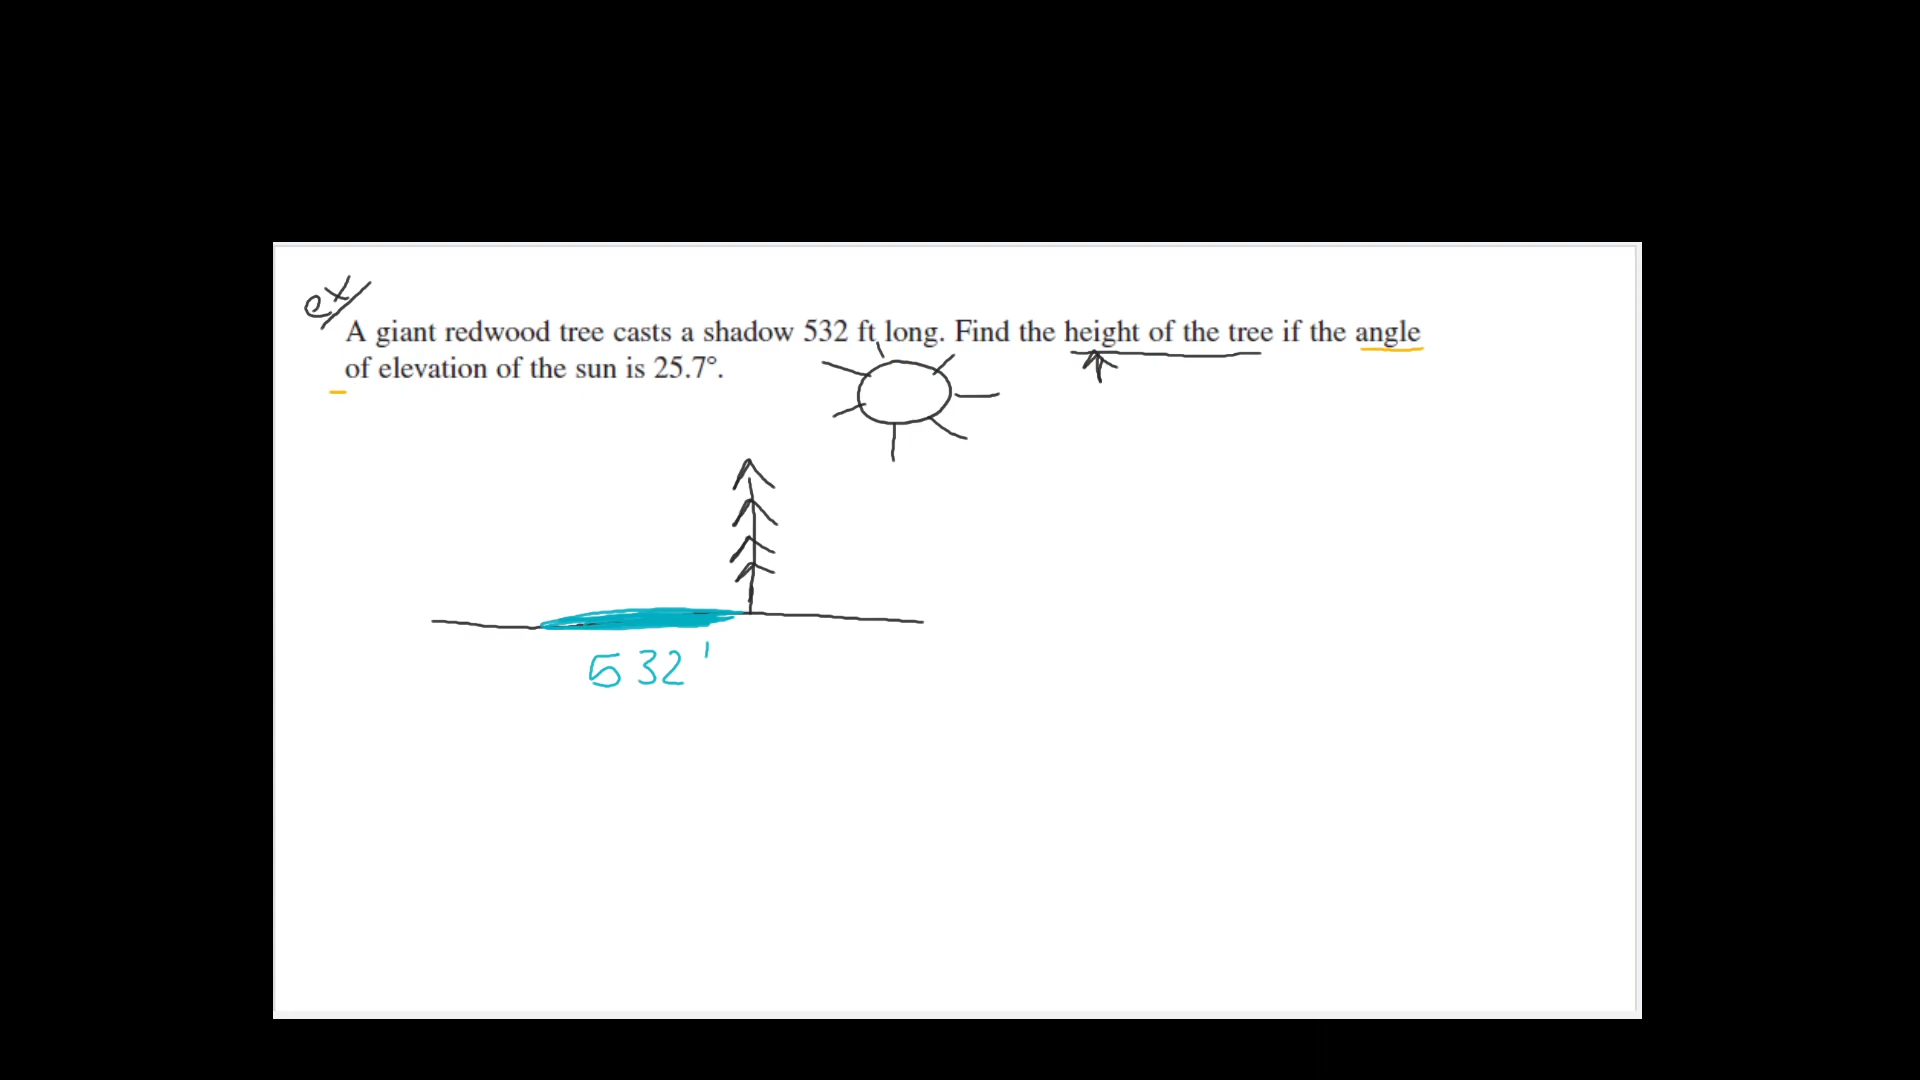 ex/
A giant redwood tree casts a shadow 532 ft long. Find the height of the tree if the angle
of elevation of the sun is 25.7°.
532'